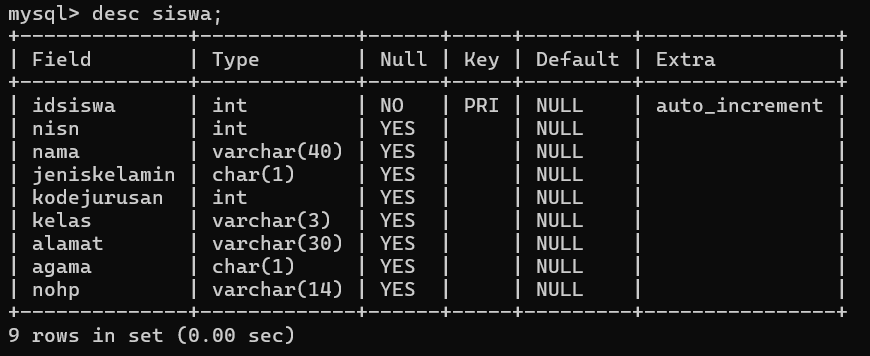 mysql> desc siswa;
+--------------+-------------+------+-----+---------+----------------+
| Field        | Type        | Null | Key | Default | Extra          |
+--------------+-------------+------+-----+---------+----------------+
| idsiswa      | int         | NO   | PRI | NULL    | auto_increment |
| nisn         | int         | YES  |     | NULL    |                |
| nama         | varchar(40) | YES  |     | NULL    |                |
| jeniskelamin | char(1)     | YES  |     | NULL    |                |
| kodejurusan  | int         | YES  |     | NULL    |                |
| kelas        | varchar(3)  | YES  |     | NULL    |                |
| alamat       | varchar(30) | YES  |     | NULL    |                |
| agama        | char(1)     | YES  |     | NULL    |                |
| nohp         | varchar(14) | YES  |     | NULL    |                |
+--------------+-------------+------+-----+---------+----------------+
9 rows in set (0.00 sec)